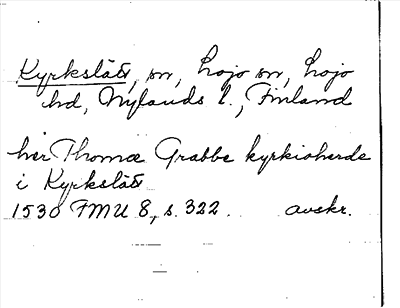 Kyrkslätt, sn, Lojo sn, Lojo
hd, Nylands l., Finland
her Thomæ Grabbe kyrkioherde
i Kyrkslätt
1530 FMU 8, s. 322. avskr.